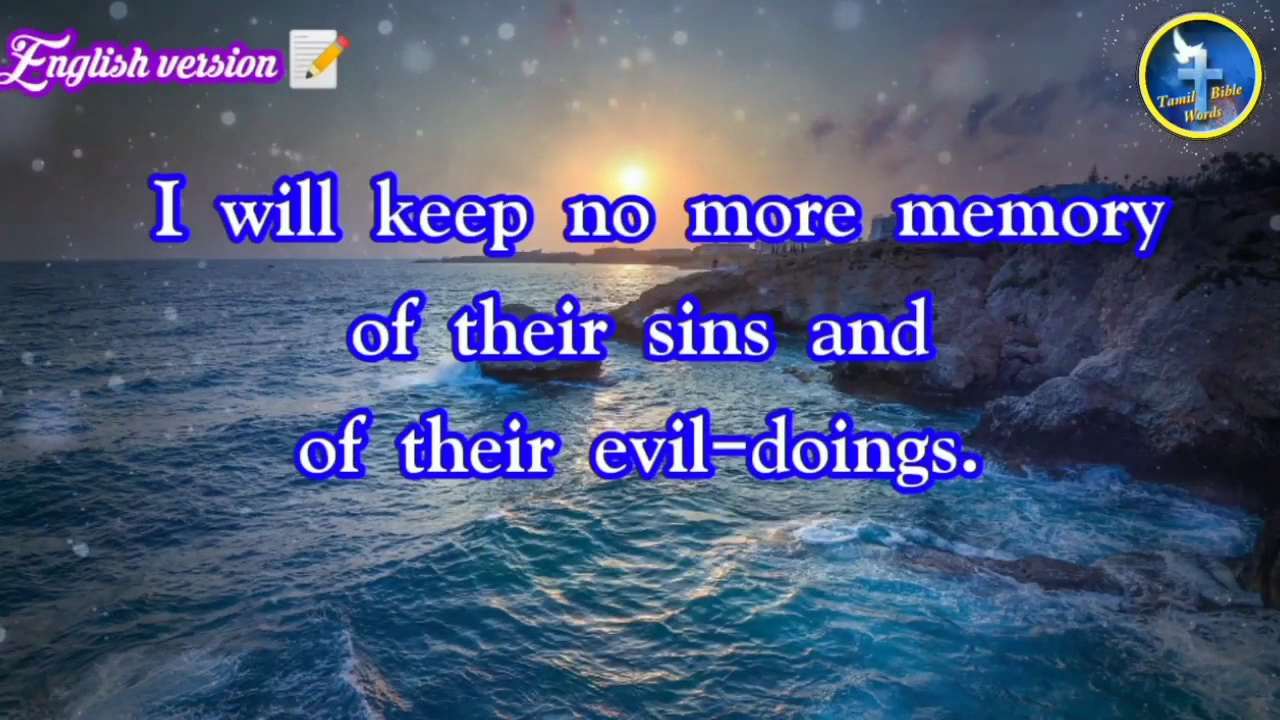 English version
Tamil Bible
Words
I will keep no more memory
of their sins and
of their evil-doings.